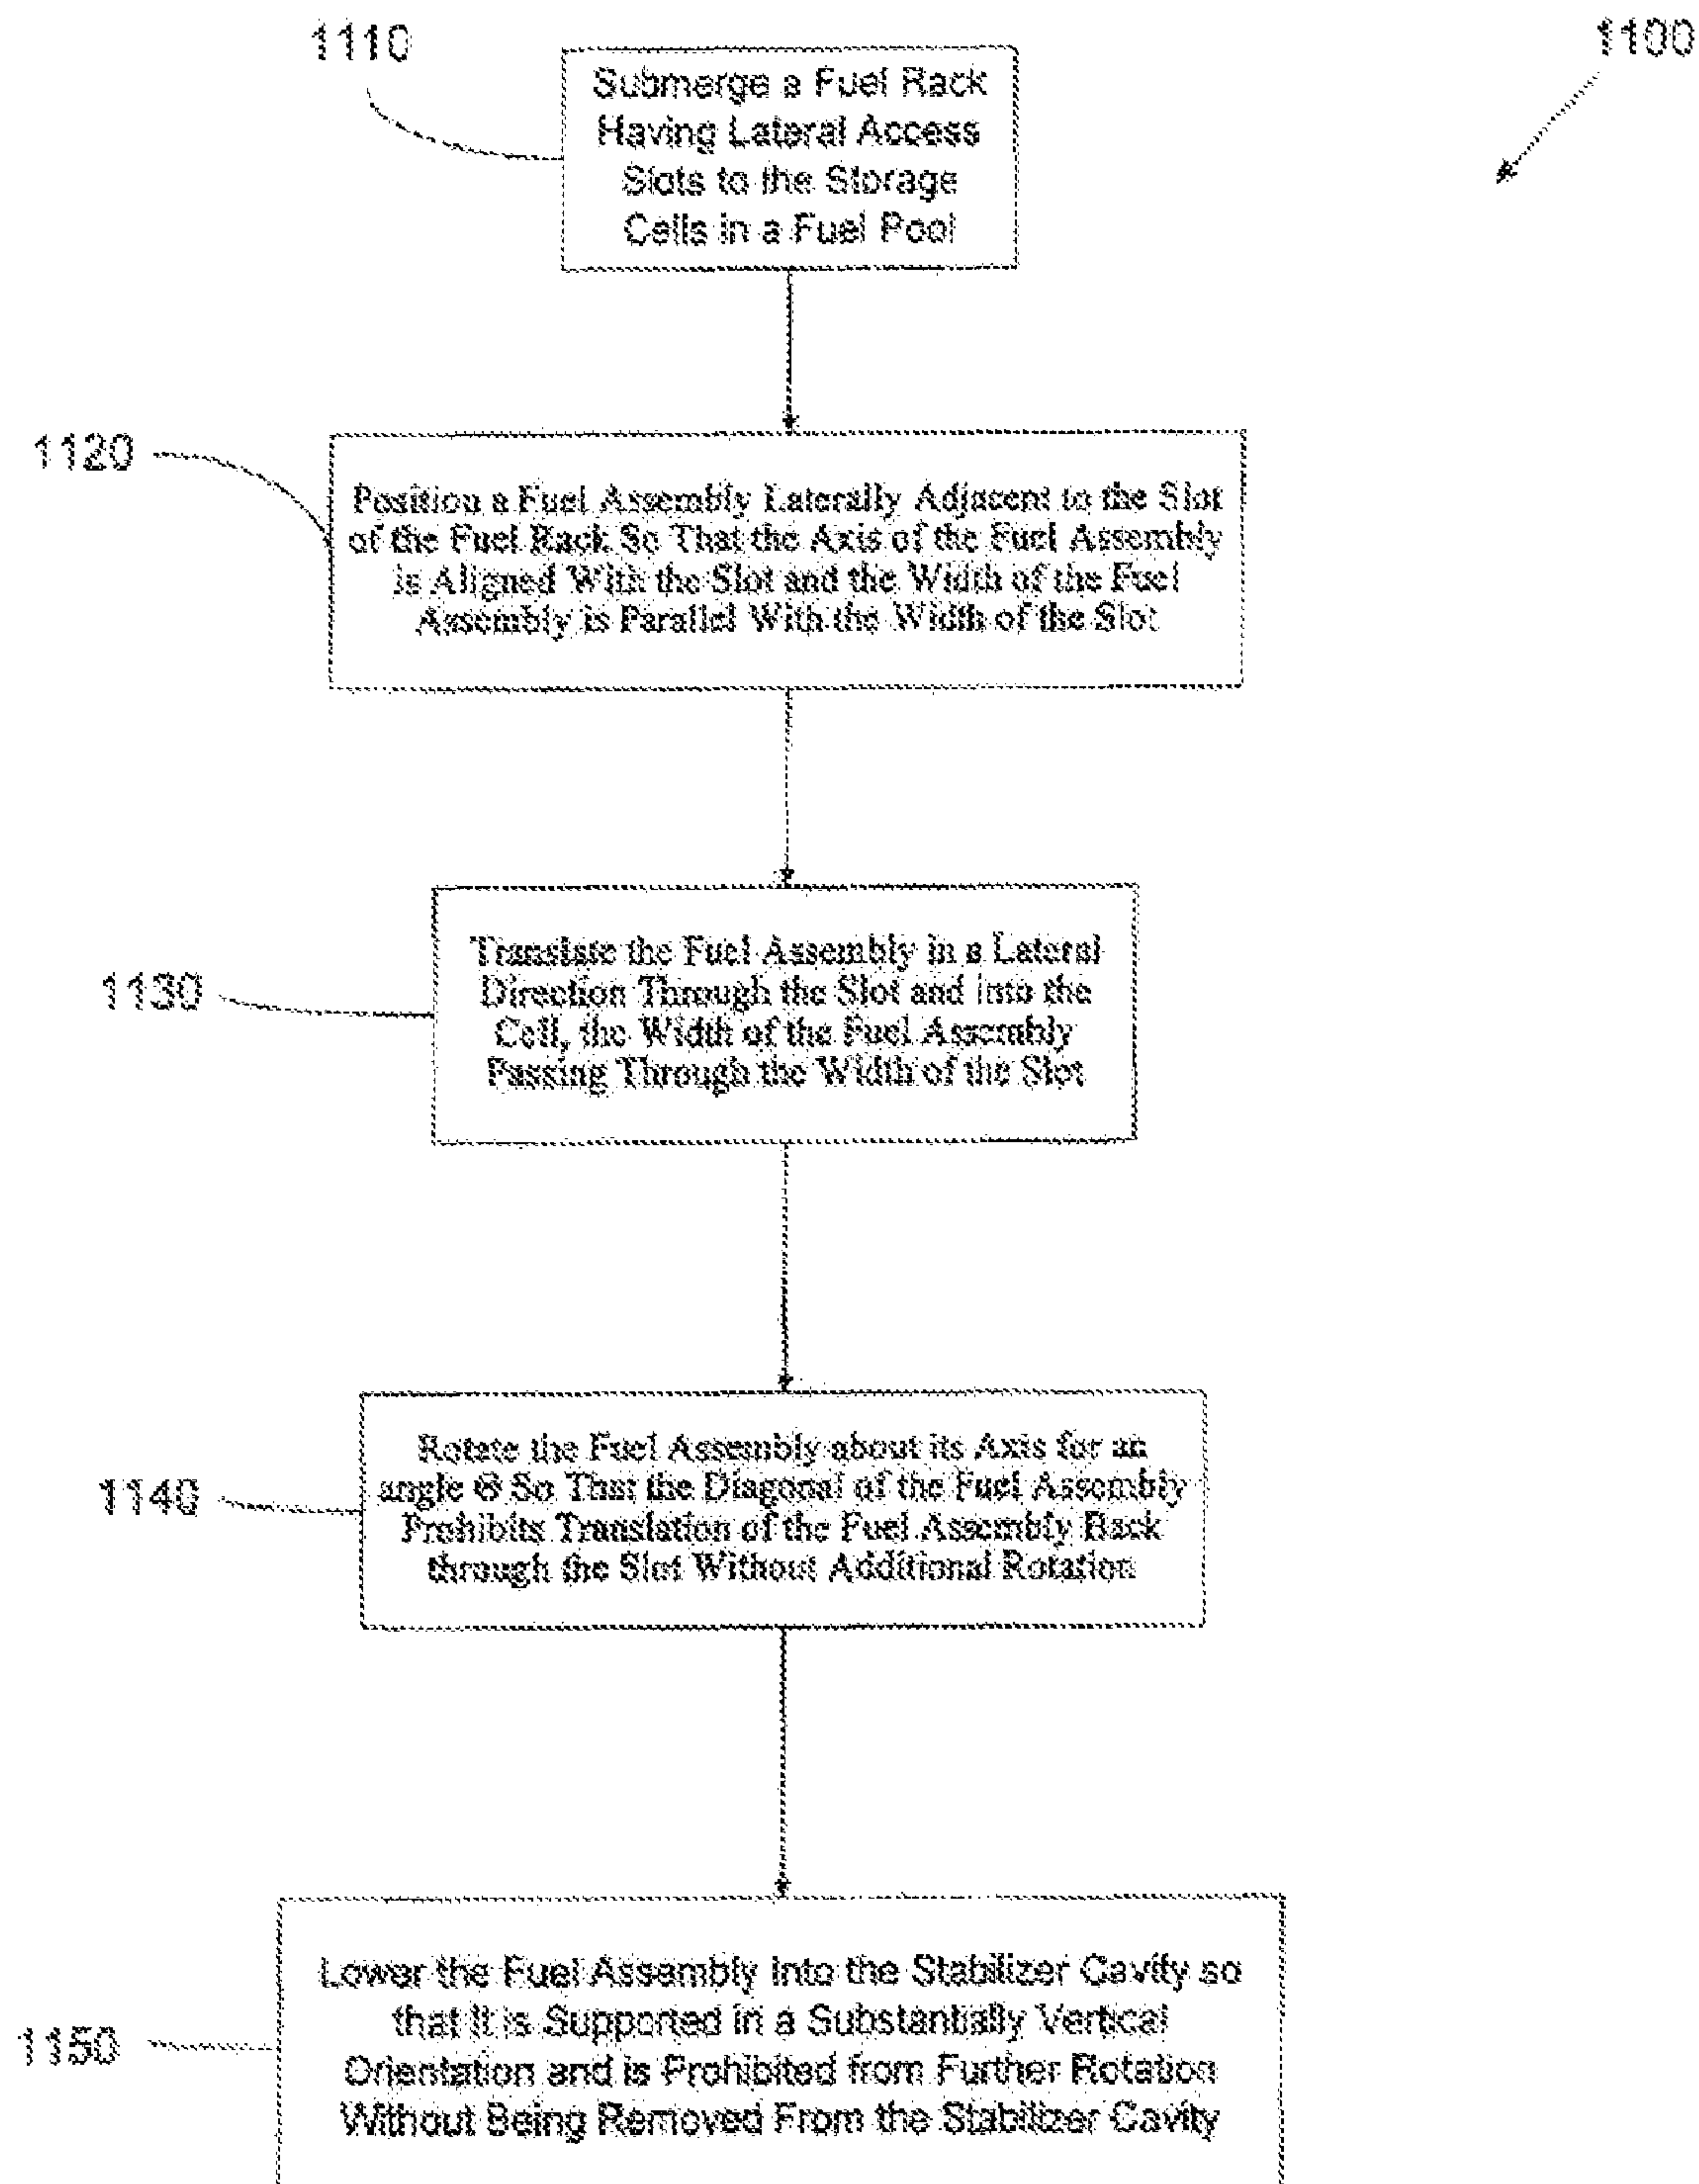 1110
1100
Submerge a Fuel Rack
Having Lateral Access
Slots to the Storage
Cells in a Fuel Pool
1120
Position a Fuel Assembly Laterally Adjacent to the Slot
of the Fuel Rack So That the Axis of the Fuel Assembly
is Aligned With the Slot and the Width of the Fuel
Assembly is Parallel With the Width of the Slot
1130
Translate the Fuel Assembly in a Lateral
Direction Through the Slot and into the
Cell, the Width of the Fuel Assembly
Passing Through the Width of the Slot
1140
Rotate the Fuel Assembly about its Axis for an
angle Θ So That the Diagonal of the Fuel Assembly
Prohibits Translation of the Fuel Assembly Back
through the Slot Without Additional Rotation
1150
Lower the Fuel Assembly into the Stabilizer Cavity so
that it is Supported in a Substantially Vertical
Orientation and is Prohibited from Further Rotation
Without Being Removed From the Stabilizer Cavity